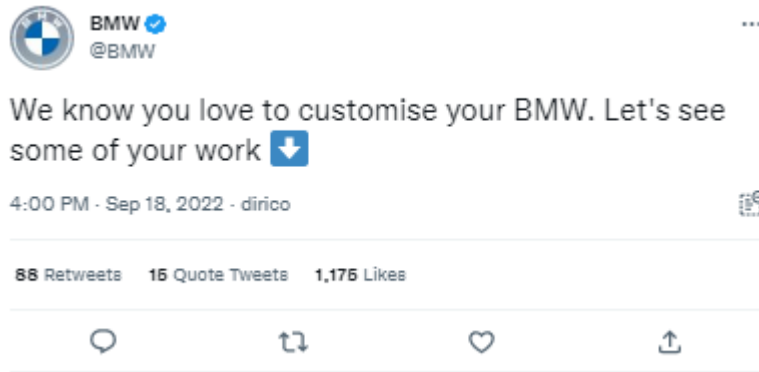 BMW
@BMW
We know you love to customise your BMW. Let's see
some of your work
4:00 PM · Sep 18, 2022 · dirico
88 Retweets 15 Quote Tweets 1,175 Likes